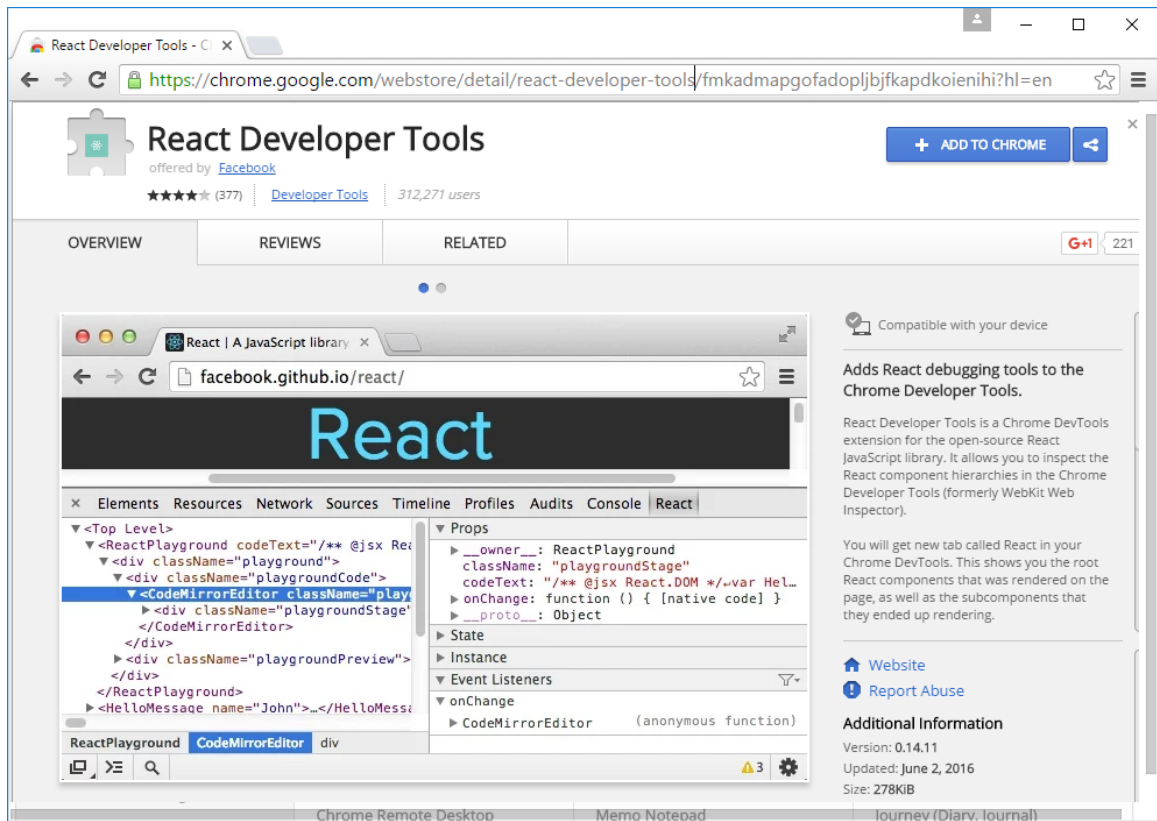 React Developer Tools - C
https://chrome.google.com/webstore/detail/react-developer-tools/fmkadmapgofadopljbjfkapdkoienihi?hl=en
React Developer Tools
+ ADD TO CHROME
offered by Facebook
(377) Developer Tools 312,271 users
OVERVIEW REVIEWS RELATED
G+1 221
React | A JavaScript library
facebook.github.io/react/
React
× Elements Resources Network Sources Timeline Profiles Audits Console React
▼<Top Level>
▼<ReactPlayground codeText="/** @jsx Rea
▼<div className="playground">
▼<div className="playgroundCode">
▼<CodeMirrorEditor className="play
▶<div className="playgroundStage"
</CodeMirrorEditor>
</div>
▶<div className="playgroundPreview">
</div>
</ReactPlayground>
▶<HelloMessage name="John">…</HelloMessa
ReactPlayground CodeMirrorEditor div
▼ Props
▶ __owner__: ReactPlayground
className: "playgroundStage"
codeText: "/** @jsx React.DOM */↵var Hel…
▶ onChange: function () { [native code] }
▶ __proto__: Object
▶ State
▶ Instance
▼ Event Listeners
▼ onChange
▶ CodeMirrorEditor (anonymous function)
3
Compatible with your device
Adds React debugging tools to the
Chrome Developer Tools.
React Developer Tools is a Chrome DevTools
extension for the open-source React
JavaScript library. It allows you to inspect the
React component hierarchies in the Chrome
Developer Tools (formerly WebKit Web
Inspector).
You will get new tab called React in your
Chrome DevTools. This shows you the root
React components that was rendered on the
page, as well as the subcomponents that
they ended up rendering.
Website
Report Abuse
Additional Information
Version: 0.14.11
Updated: June 2, 2016
Size: 278KiB
Chrome Remote Desktop Memo Notepad Journey (Diary, Journal)